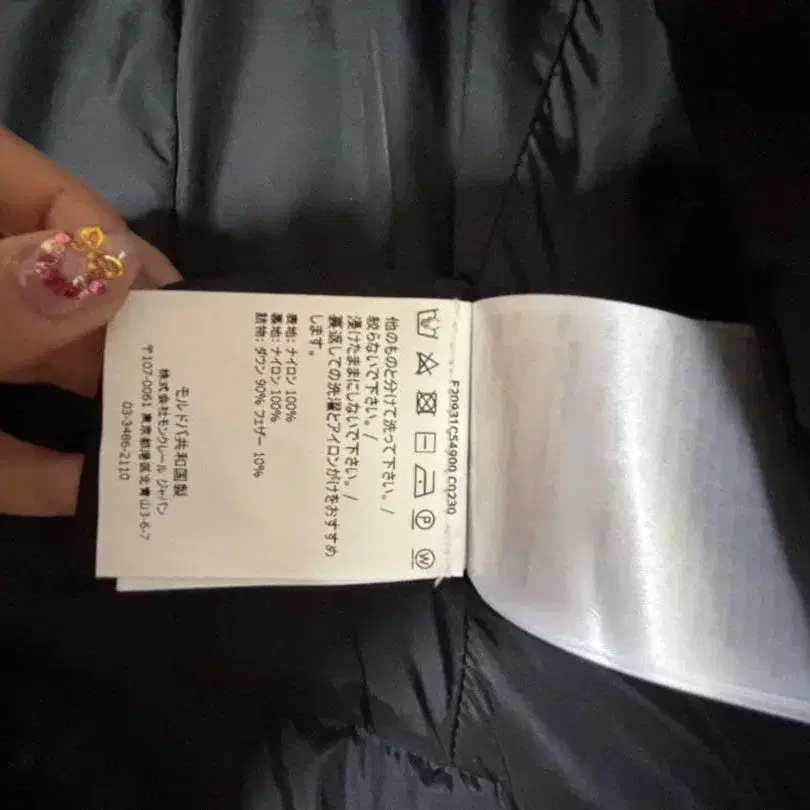 F20931C54900 C0230
他のものと分けて洗って下さい。/
絞らないで下さい。/
浸けたままにしないで下さい。/
裏返しての洗濯とアイロンがけをおすすめ
します。
表地: ナイロン 100%
裏地: ナイロン 100%
詰物: ダウン 90% フェザー 10%
モルドバ共和国製
株式会社モンクレール ジャパン
〒107-0061 東京都港区北青山3-6-7
03-3486-2110